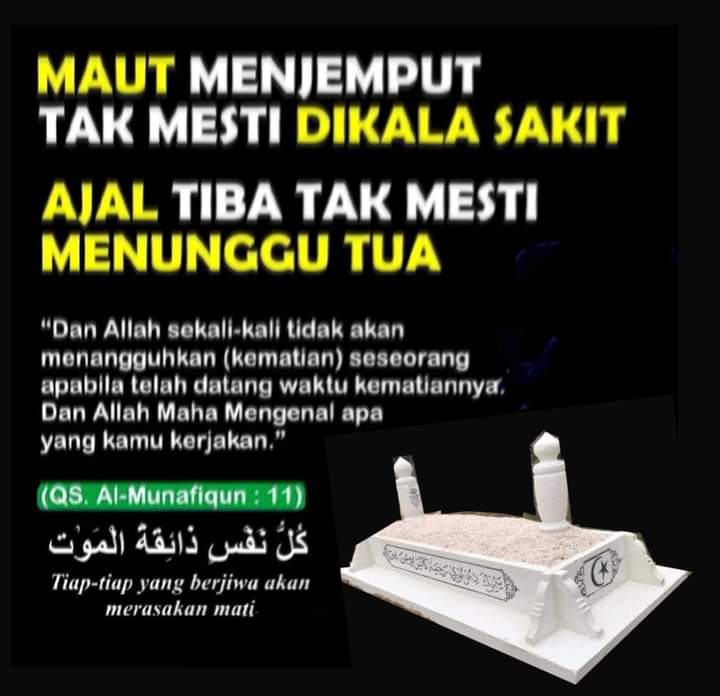 MAUT MENJEMPUT
TAK MESTI DIKALA SAKIT
AJAL TIBA TAK MESTI
MENUNGGU TUA
“Dan Allah sekali-kali tidak akan
menangguhkan (kematian) seseorang
apabila telah datang waktu kematiannya.
Dan Allah Maha Mengenal apa
yang kamu kerjakan.”
(QS. Al-Munafiqun : 11)
كُلُّ نَفْسٍ ذَائِقَةُ الْمَوْتِ
Tiap-tiap yang berjiwa akan
merasakan mati